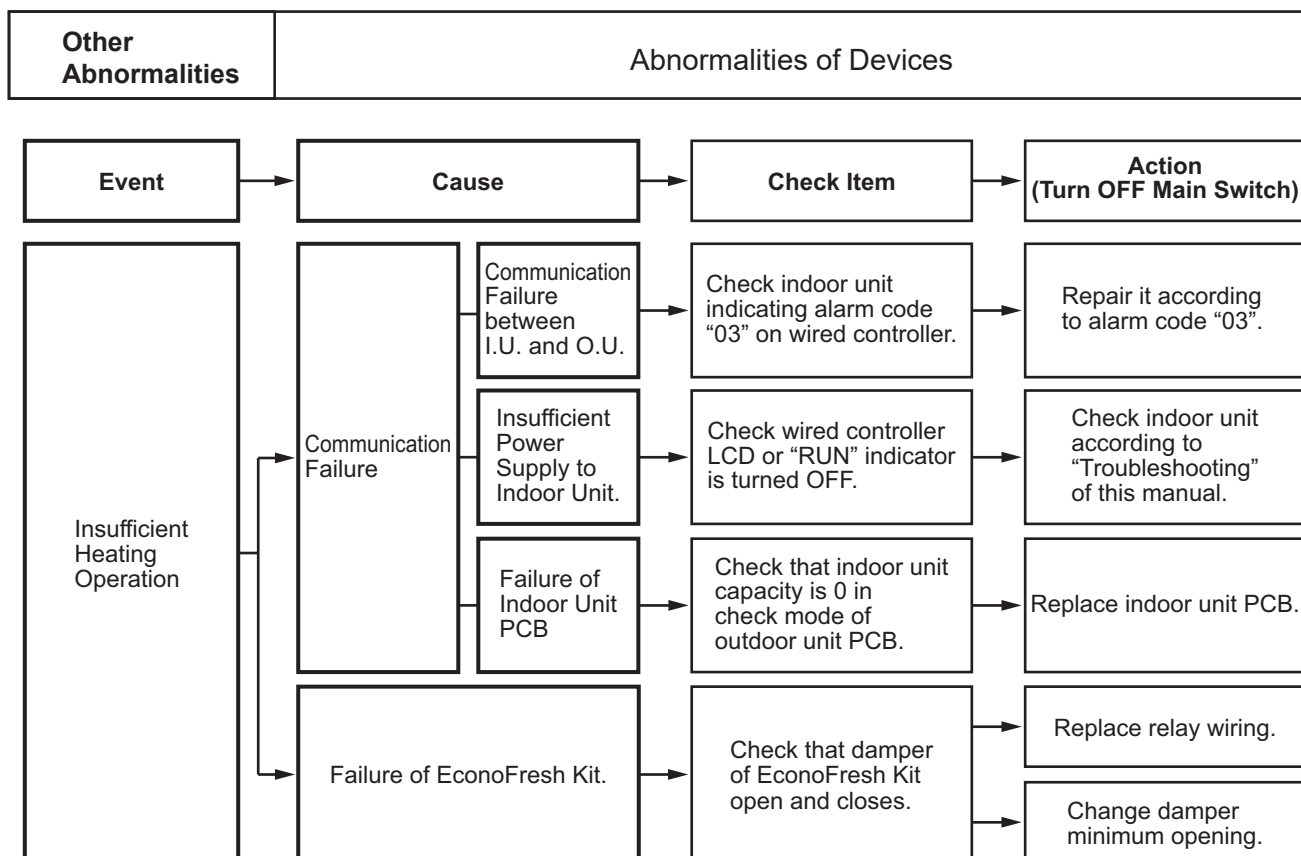 Other
Abnormalities
Abnormalities of Devices
Event
Cause
Check Item
Action
(Turn OFF Main Switch)
Insufficient
Heating
Operation
Communication
Failure
Communication
Failure
between
I.U. and O.U.
Check indoor unit
indicating alarm code
“03” on wired controller.
Repair it according
to alarm code “03”.
Insufficient
Power
Supply to
Indoor Unit.
Check wired controller
LCD or “RUN” indicator
is turned OFF.
Check indoor unit
according to
“Troubleshooting”
of this manual.
Failure of
Indoor Unit
PCB
Check that indoor unit
capacity is 0 in
check mode of
outdoor unit PCB.
Replace indoor unit PCB.
Failure of EconoFresh Kit.
Check that damper
of EconoFresh Kit
open and closes.
Replace relay wiring.
Change damper
minimum opening.